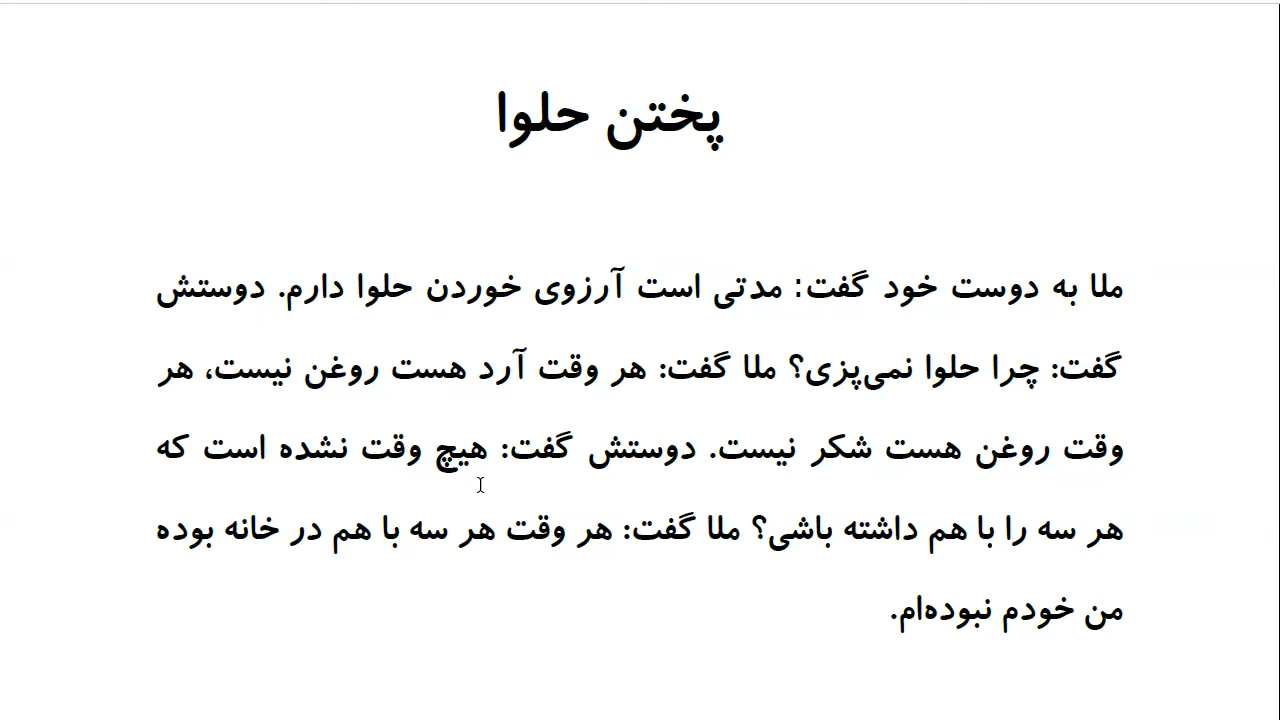 پختن حلوا
ملا به دوست خود گفت: مدتی است آرزوی خوردن حلوا دارم. دوستش
گفت: چرا حلوا نمی‌پزی؟ ملا گفت: هر وقت آرد هست روغن نیست، هر
وقت روغن هست شکر نیست. دوستش گفت: هیچ وقت نشده است که
هر سه را با هم داشته باشی؟ ملا گفت: هر وقت هر سه با هم در خانه بوده
من خودم نبوده‌ام.